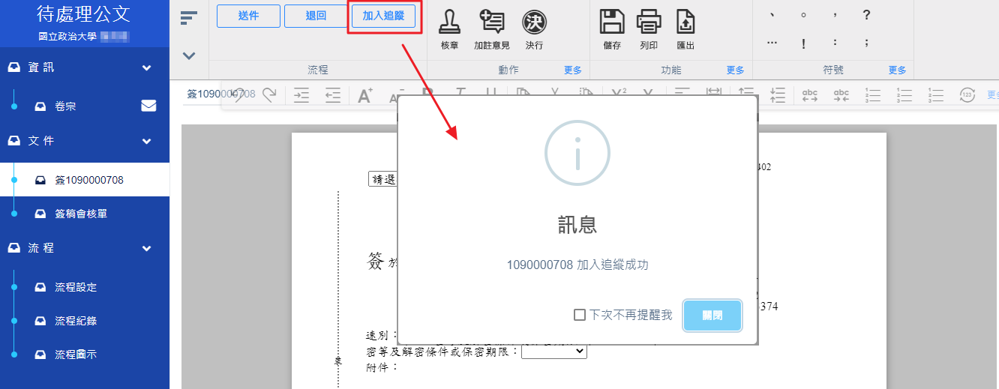 待處理公文
國立政治大學
資訊
卷宗
文件
簽1090000708
簽稿會核單
流程
流程設定
流程紀錄
流程圖示
送件
退回
加入追蹤
流程
核章
加註意見
決
決行
動作
更多
儲存
列印
匯出
功能
更多
、 。 ， ？
… ！ ： ；
符號
更多
簽1090000708
abc
abc
123
402
請選
簽 於
374
速別：
密等及解密條件或保密期限：
附件：
裝
訊息
1090000708 加入追縱成功
下次不再提醒我
關閉